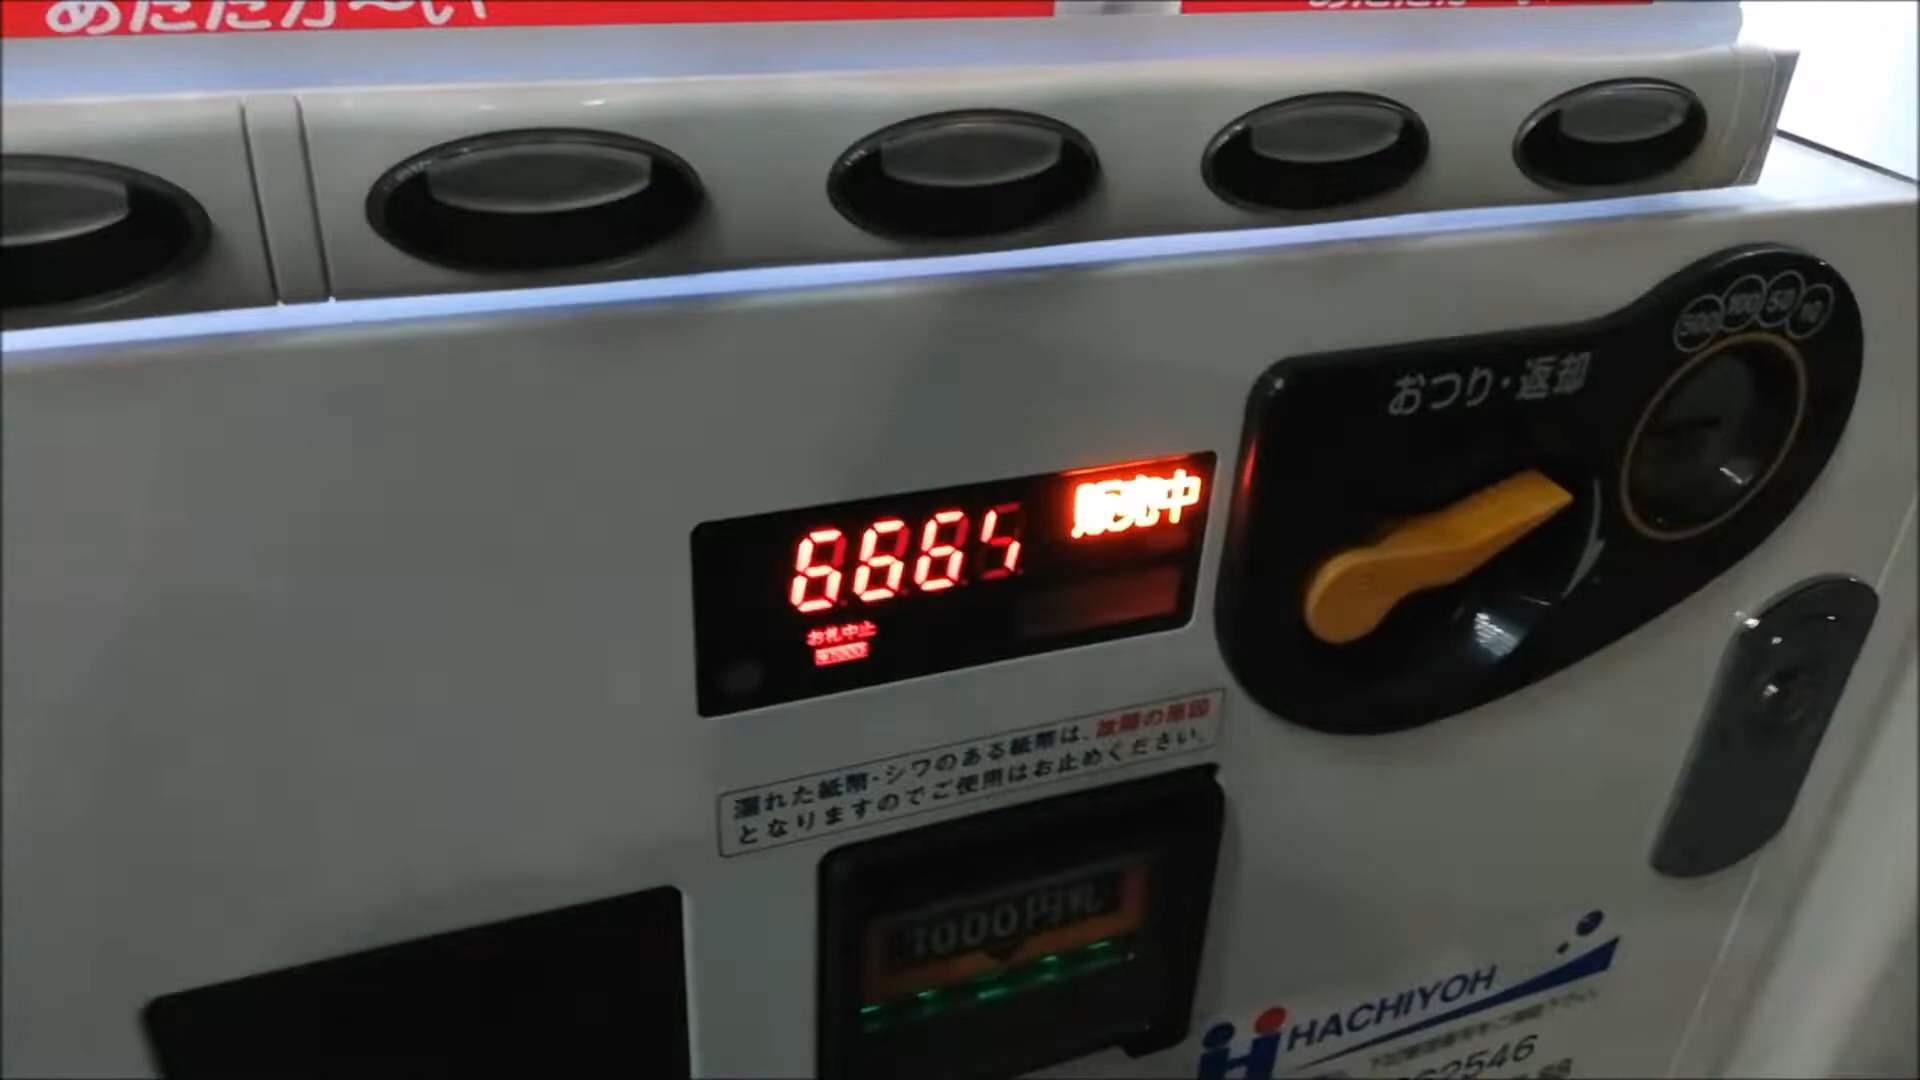 あたたか〜い
500 100 50 10
おつり・返却
販売中
お札中止
濡れた紙幣・シワのある紙幣は、故障の原因
となりますのでご使用はお止めください。
1000円札
HACHIYOH
62546